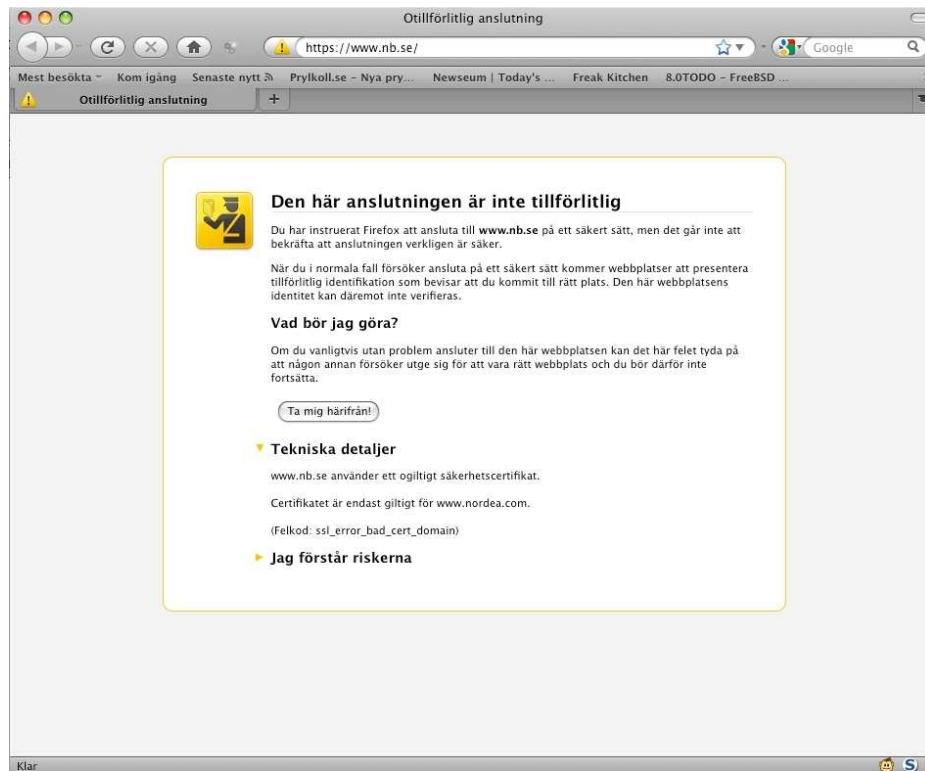 Otillförlitlig anslutning
https://www.nb.se/
Google
Mest besökta
Kom igång
Senaste nytt
Prylkoll.se – Nya pry...
Newseum | Today's ...
Freak Kitchen
8.0TODO – FreeBSD ...
Otillförlitlig anslutning
+
Den här anslutningen är inte tillförlitlig
Du har instruerat Firefox att ansluta till www.nb.se på ett säkert sätt, men det går inte att
bekräfta att anslutningen verkligen är säker.
När du i normala fall försöker ansluta på ett säkert sätt kommer webbplatser att presentera
tillförlitlig identifikation som bevisar att du kommit till rätt plats. Den här webbplatsens
identitet kan däremot inte verifieras.
Vad bör jag göra?
Om du vanligtvis utan problem ansluter till den här webbplatsen kan det här felet tyda på
att någon annan försöker utge sig för att vara rätt webbplats och du bör därför inte
fortsätta.
Ta mig härifrån!
Tekniska detaljer
www.nb.se använder ett ogiltigt säkerhetscertifikat.
Certifikatet är endast giltigt för www.nordea.com.
(Felkod: ssl_error_bad_cert_domain)
Jag förstår riskerna
Klar
S